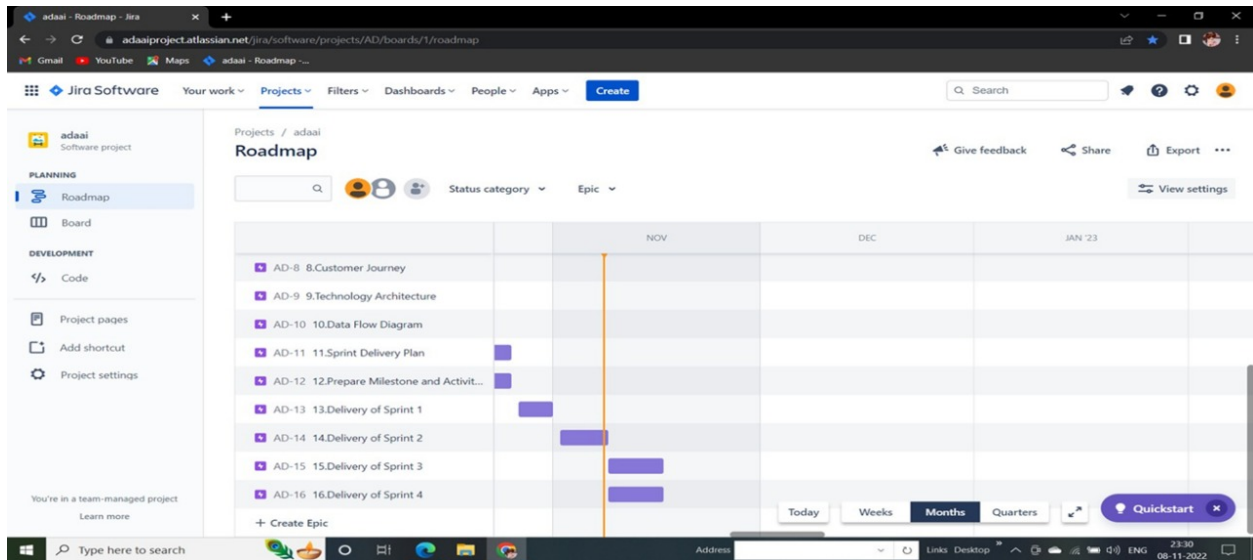 adaai - Roadmap - Jira
adaaiproject.atlassian.net/jira/software/projects/AD/boards/1/roadmap
Gmail YouTube Maps adaai - Roadmap -...
Jira Software Your work Projects Filters Dashboards People Apps Create Search
adaai
Software project
PLANNING
Roadmap
Board
DEVELOPMENT
Code
Project pages
Add shortcut
Project settings
You're in a team-managed project
Learn more
Projects / adaai
Roadmap
Give feedback Share Export
Status category Epic View settings
NOV DEC JAN '23
AD-8 8.Customer Journey
AD-9 9.Technology Architecture
AD-10 10.Data Flow Diagram
AD-11 11.Sprint Delivery Plan
AD-12 12.Prepare Milestone and Activit...
AD-13 13.Delivery of Sprint 1
AD-14 14.Delivery of Sprint 2
AD-15 15.Delivery of Sprint 3
AD-16 16.Delivery of Sprint 4
+ Create Epic
Today Weeks Months Quarters Quickstart
Type here to search Address Links Desktop ENG 23:30
08-11-2022